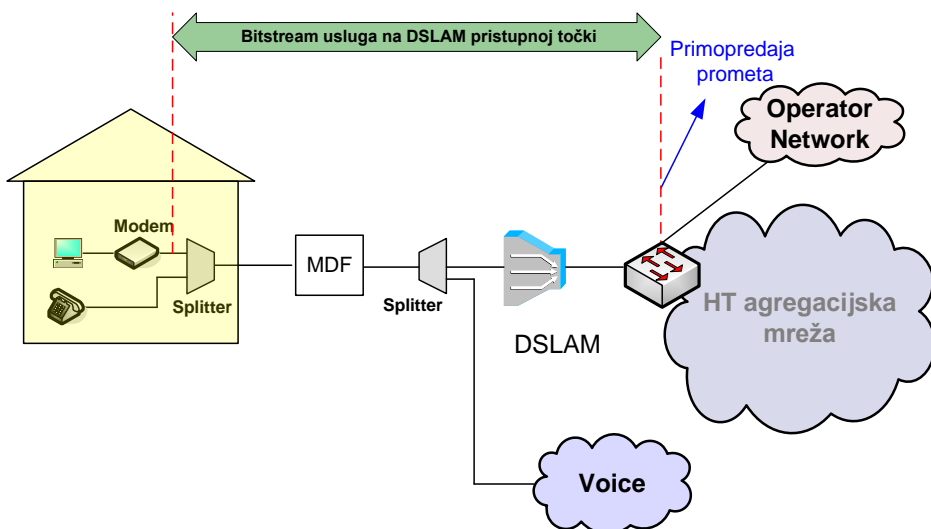 Bitstream usluga na DSLAM pristupnoj točki
Primopredaja
prometa
Operator
Network
Modem
Splitter
MDF
Splitter
DSLAM
HT agregacijska
mreža
Voice